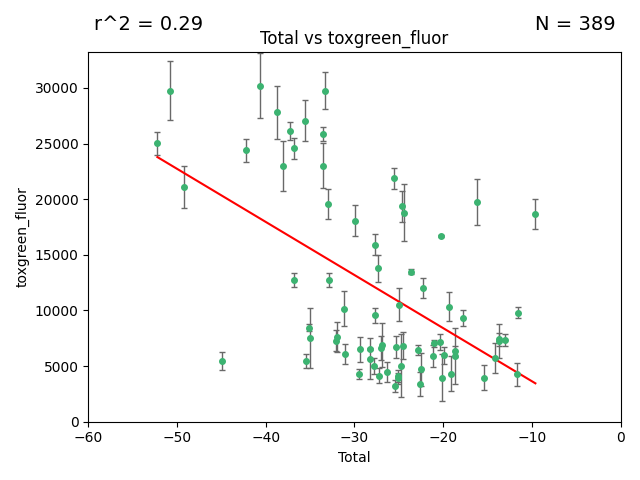 r^2 = 0.29
N = 389
Total vs toxgreen_fluor
30000
25000
20000
15000
10000
5000
0
toxgreen_fluor
−60
−50
−40
−30
−20
−10
0
Total